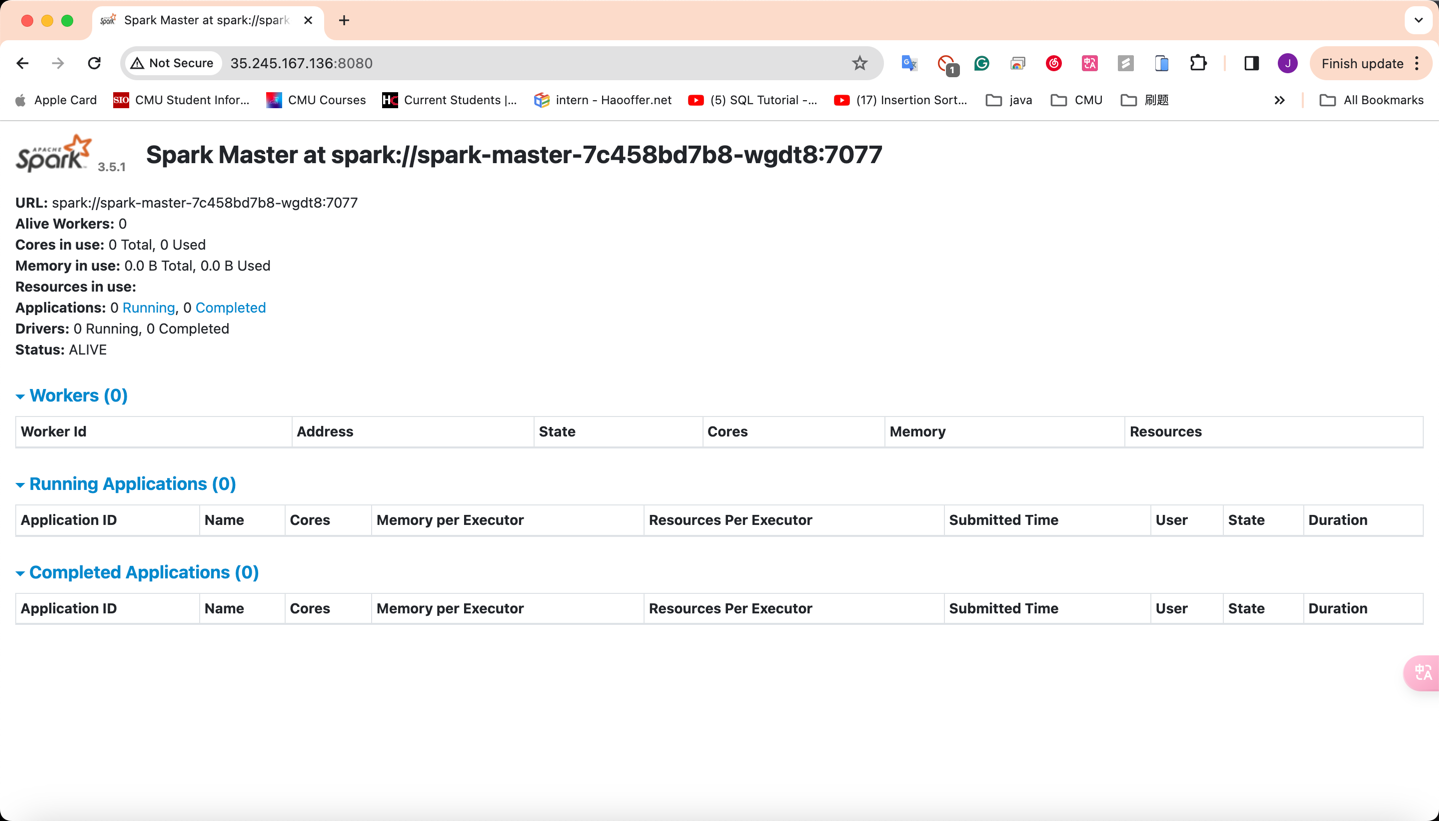 Spark Master at spark://spark
Not Secure 35.245.167.136:8080 1 J Finish update
Apple Card SIO CMU Student Infor... CMU Courses HC Current Students |... intern - Haooffer.net (5) SQL Tutorial -... (17) Insertion Sort... java CMU 刷题 All Bookmarks
APACHE Spark 3.5.1 Spark Master at spark://spark-master-7c458bd7b8-wgdt8:7077
URL: spark://spark-master-7c458bd7b8-wgdt8:7077
Alive Workers: 0
Cores in use: 0 Total, 0 Used
Memory in use: 0.0 B Total, 0.0 B Used
Resources in use:
Applications: 0 Running, 0 Completed
Drivers: 0 Running, 0 Completed
Status: ALIVE
Workers (0)
Worker Id Address State Cores Memory Resources
Running Applications (0)
Application ID Name Cores Memory per Executor Resources Per Executor Submitted Time User State Duration
Completed Applications (0)
Application ID Name Cores Memory per Executor Resources Per Executor Submitted Time User State Duration